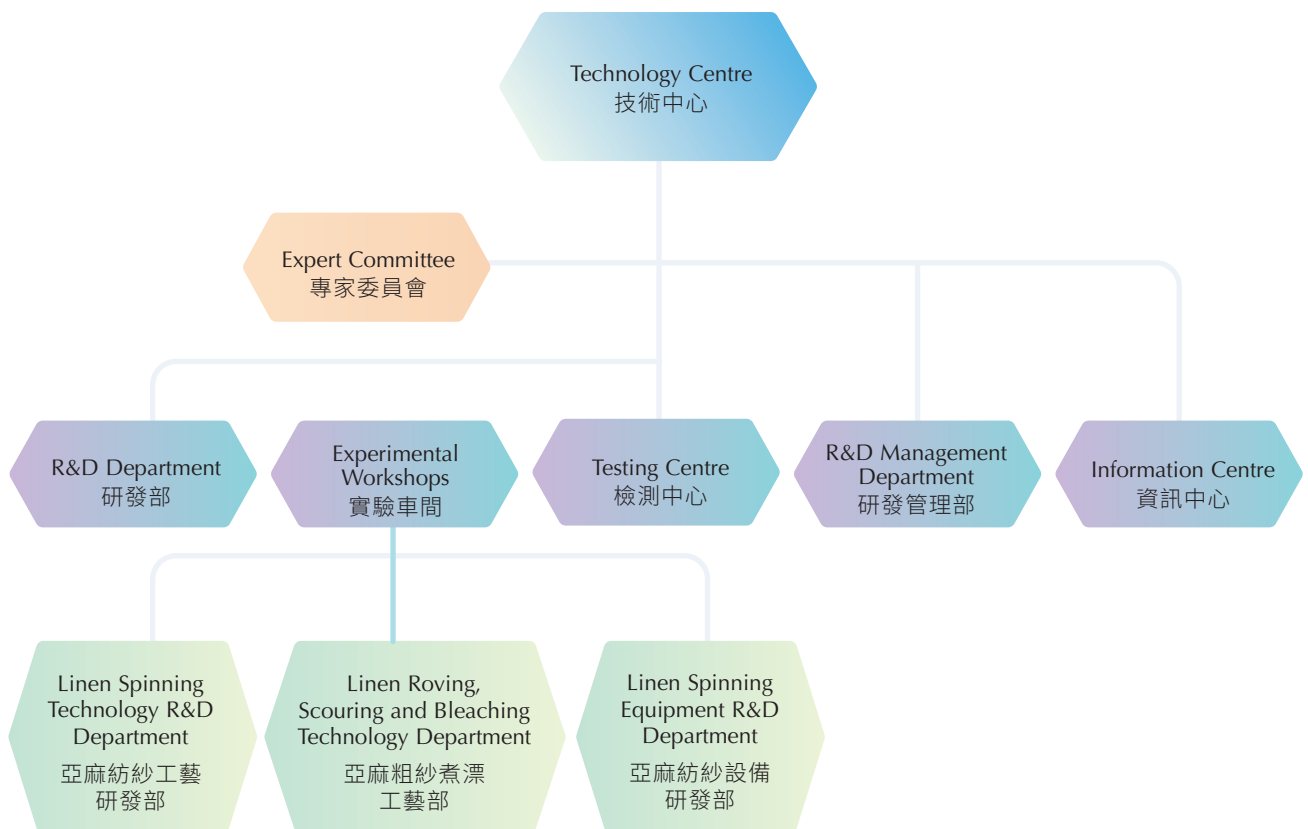 Technology Centre
技術中心
Expert Committee
專家委員會
R&D Department
研發部
Experimental
Workshops
實驗車間
Testing Centre
檢測中心
R&D Management
Department
研發管理部
Information Centre
資訊中心
Linen Spinning
Technology R&D
Department
亞麻紡紗工藝
研發部
Linen Roving,
Scouring and Bleaching
Technology Department
亞麻粗紗煮漂
工藝部
Linen Spinning
Equipment R&D
Department
亞麻紡紗設備
研發部